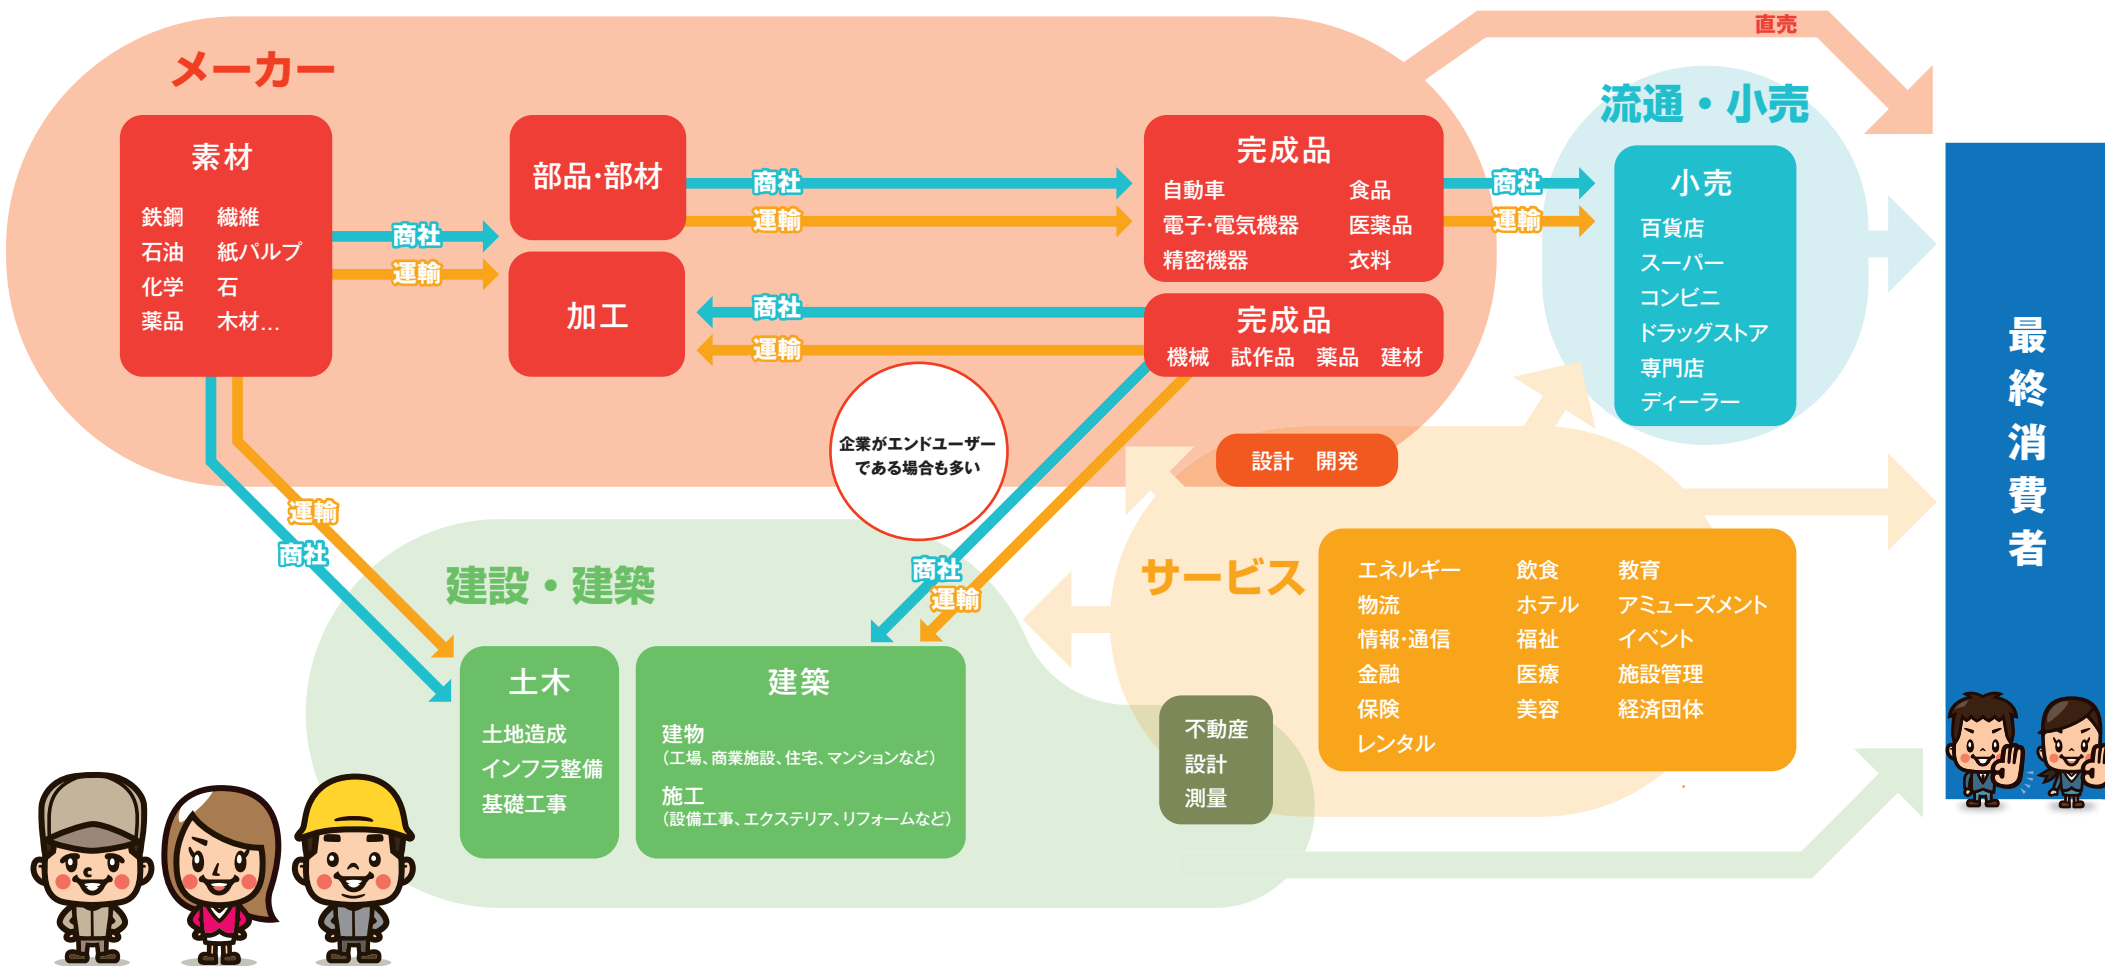 メーカー
素材
鉄鋼 繊維
石油 紙パルプ
化学 石
薬品 木材...
商社
運輸
部品・部材
加工
商社
運輸
商社
運輸
完成品
自動車 食品
電子・電気機器 医薬品
精密機器 衣料
完成品
機械 試作品 薬品 建材
企業がエンドユーザー
である場合も多い
設計 開発
商社
運輸
直売
流通・小売
小売
百貨店
スーパー
コンビニ
ドラッグストア
専門店
ディーラー
運輸
商社
商社
運輸
建設・建築
土木
土地造成
インフラ整備
基礎工事
建築
建物
（工場、商業施設、住宅、マンションなど）
施工
（設備工事、エクステリア、リフォームなど）
不動産
設計
測量
サービス
エネルギー 飲食 教育
物流 ホテル アミューズメント
情報・通信 福祉 イベント
金融 医療 施設管理
保険 美容 経済団体
レンタル
最終消費者